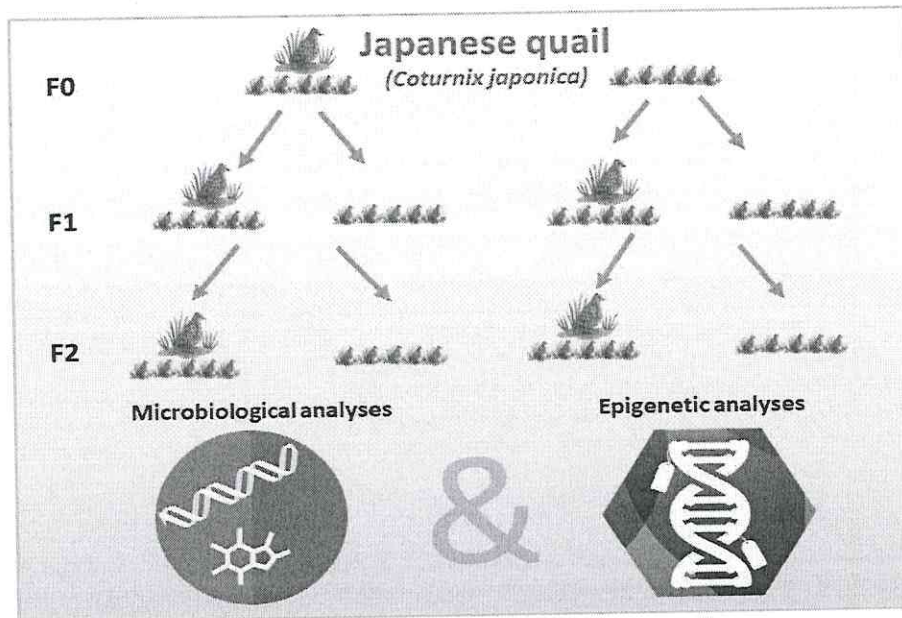 Japanese quail
(Coturnix japonica)
F0
F1
F2
Microbiological analyses
Epigenetic analyses
&